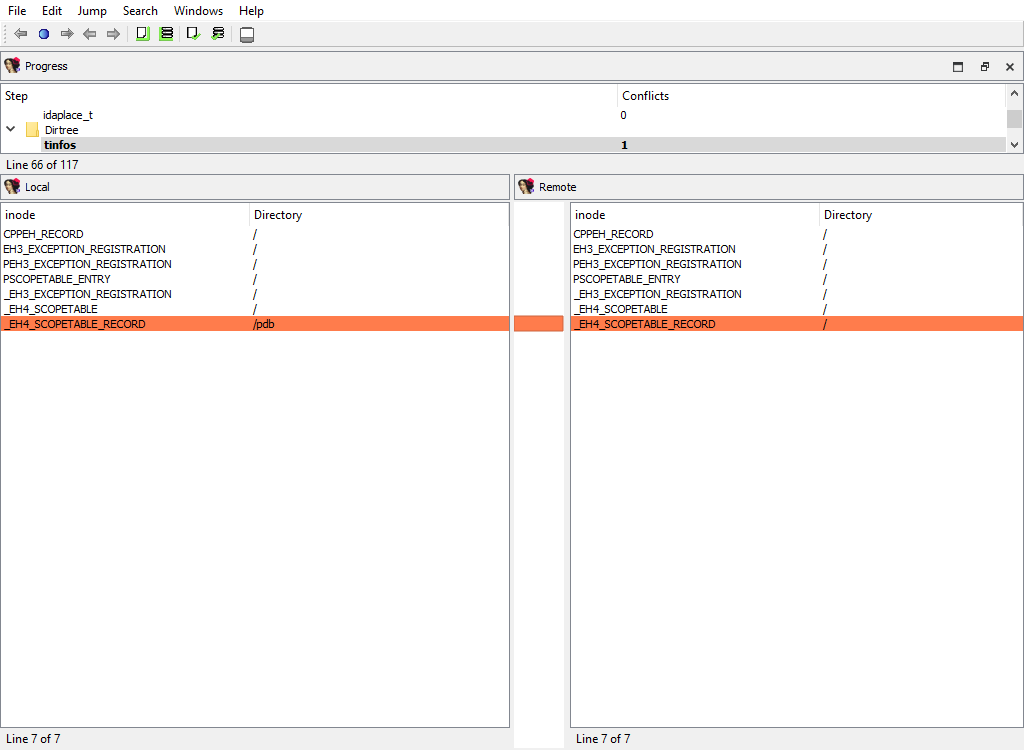 File Edit Jump Search Windows Help
Progress
Step Conflicts
idaplace_t 0
Dirtree
tinfos 1
Line 66 of 117
Local Remote
inode Directory inode Directory
CPPEH_RECORD / CPPEH_RECORD /
EH3_EXCEPTION_REGISTRATION / EH3_EXCEPTION_REGISTRATION /
PEH3_EXCEPTION_REGISTRATION / PEH3_EXCEPTION_REGISTRATION /
PSCOPETABLE_ENTRY / PSCOPETABLE_ENTRY /
_EH3_EXCEPTION_REGISTRATION / _EH3_EXCEPTION_REGISTRATION /
_EH4_SCOPETABLE / _EH4_SCOPETABLE /
_EH4_SCOPETABLE_RECORD /pdb _EH4_SCOPETABLE_RECORD /
Line 7 of 7 Line 7 of 7